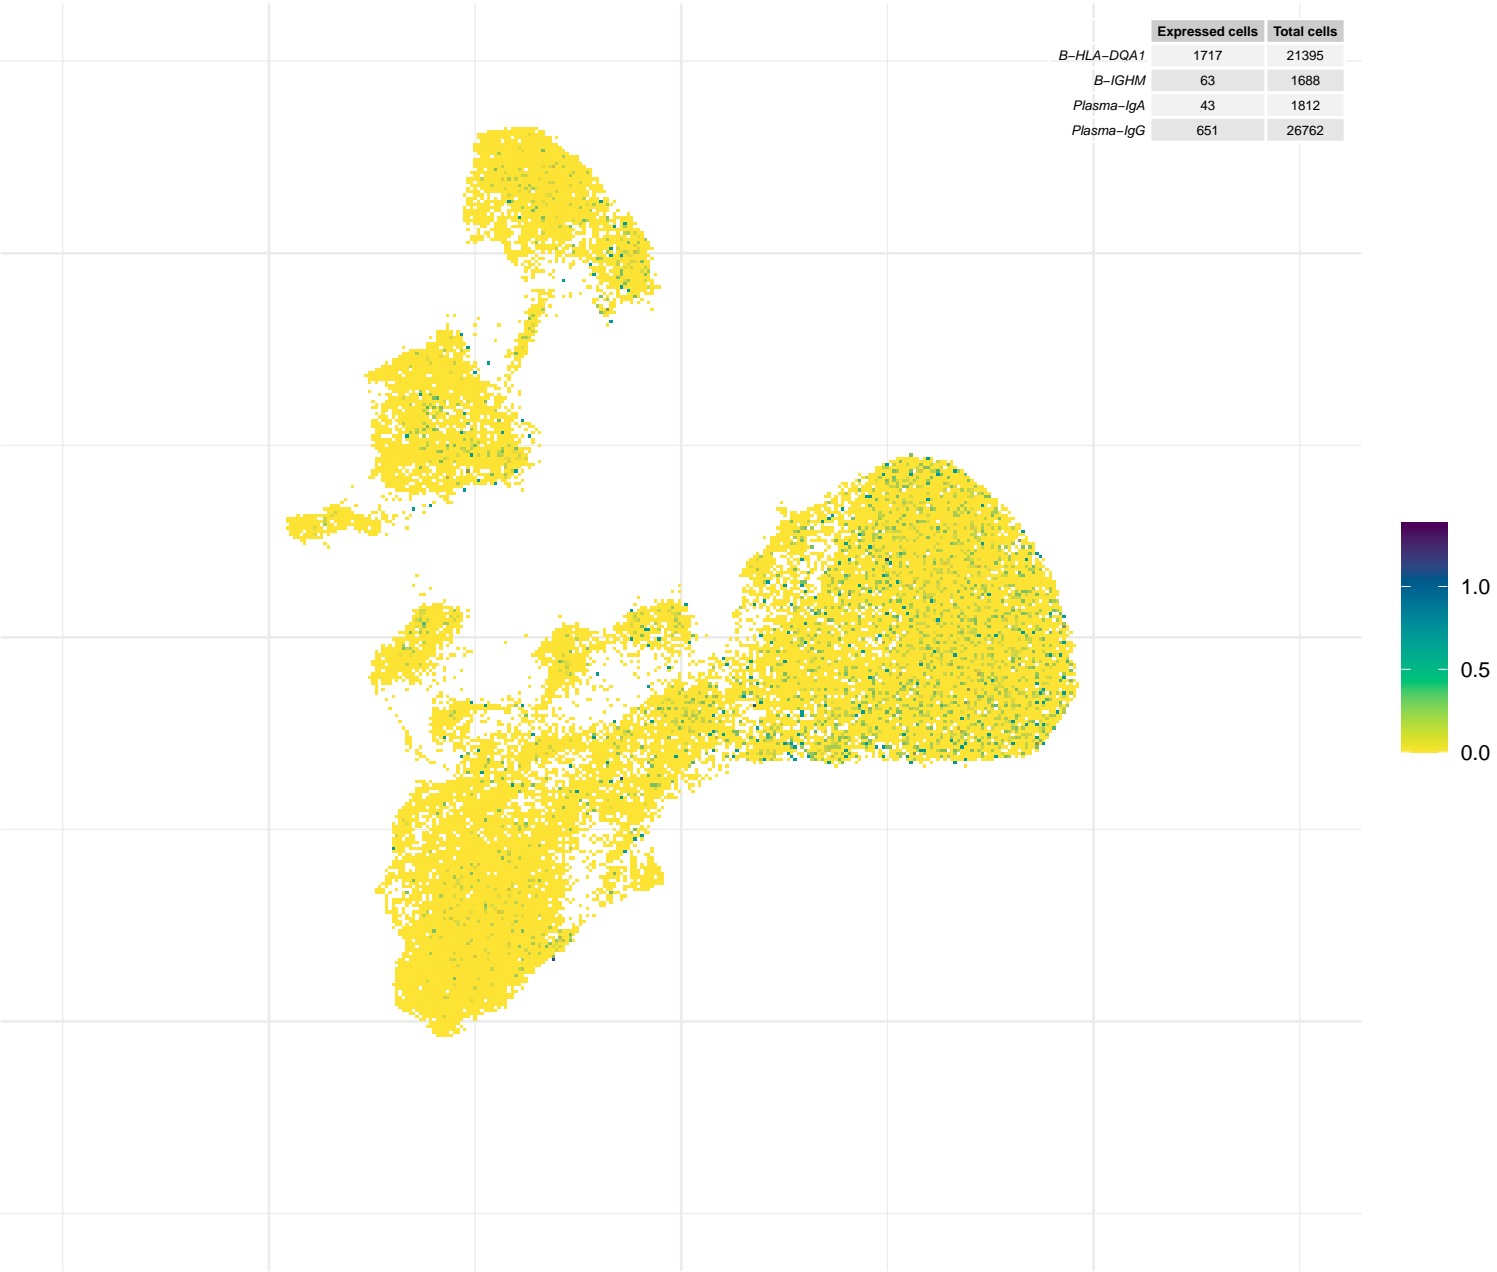 Expressed cells Total cells
B−HLA−DQA1 1717 21395
B−IGHM 63 1688
Plasma−IgA 43 1812
Plasma−IgG 651 26762
1.0
0.5
0.0